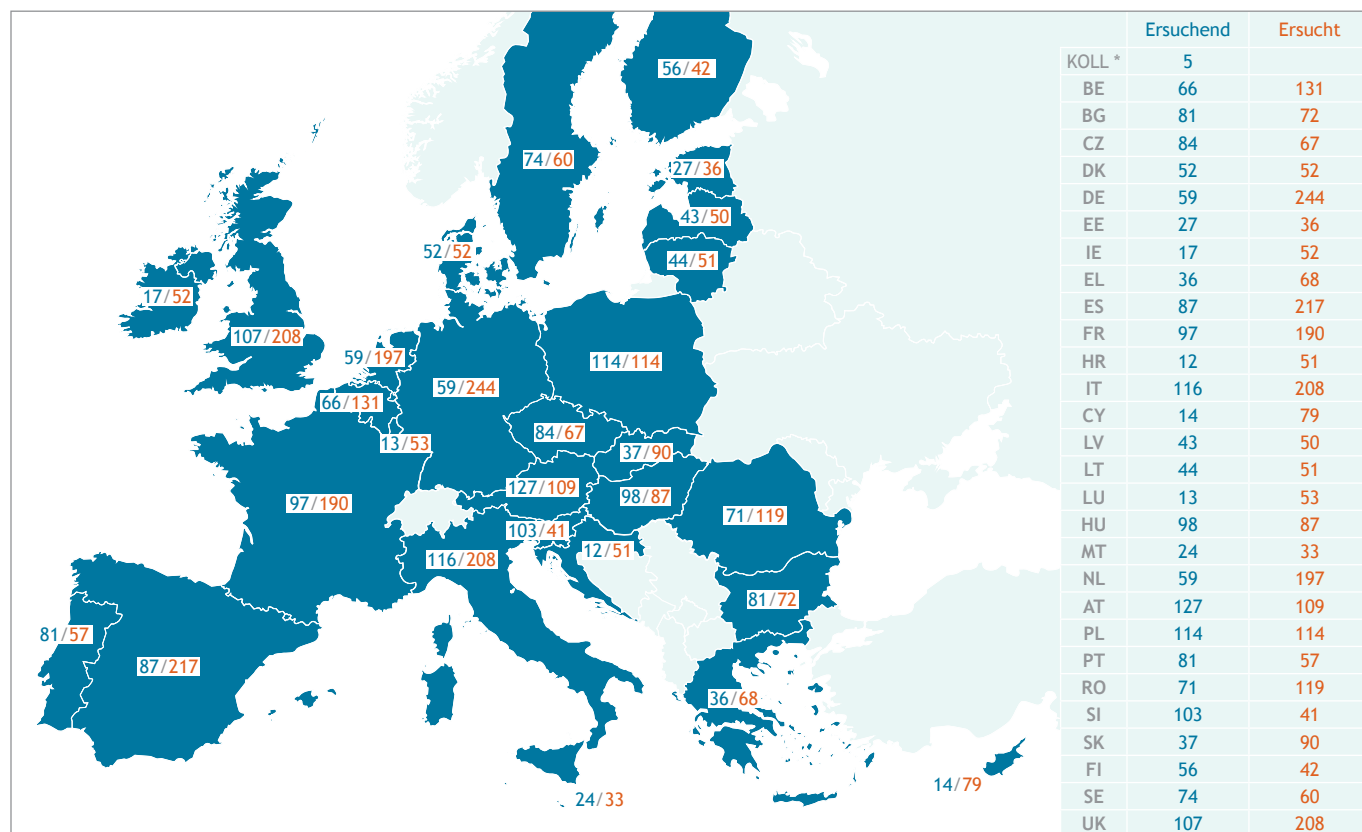 56/42
74/60
27/36
43/50
52/52
44/51
17/52
107/208
59/197
114/114
59/244
66/131
84/67
13/53
37/90
127/109
98/87
97/190
71/119
103/41
12/51
116/208
81/72
81/57
87/217
36/68
14/79
24/33
Ersuchend Ersucht
KOLL * 5
BE 66 131
BG 81 72
CZ 84 67
DK 52 52
DE 59 244
EE 27 36
IE 17 52
EL 36 68
ES 87 217
FR 97 190
HR 12 51
IT 116 208
CY 14 79
LV 43 50
LT 44 51
LU 13 53
HU 98 87
MT 24 33
NL 59 197
AT 127 109
PL 114 114
PT 81 57
RO 71 119
SI 103 41
SK 37 90
FI 56 42
SE 74 60
UK 107 208